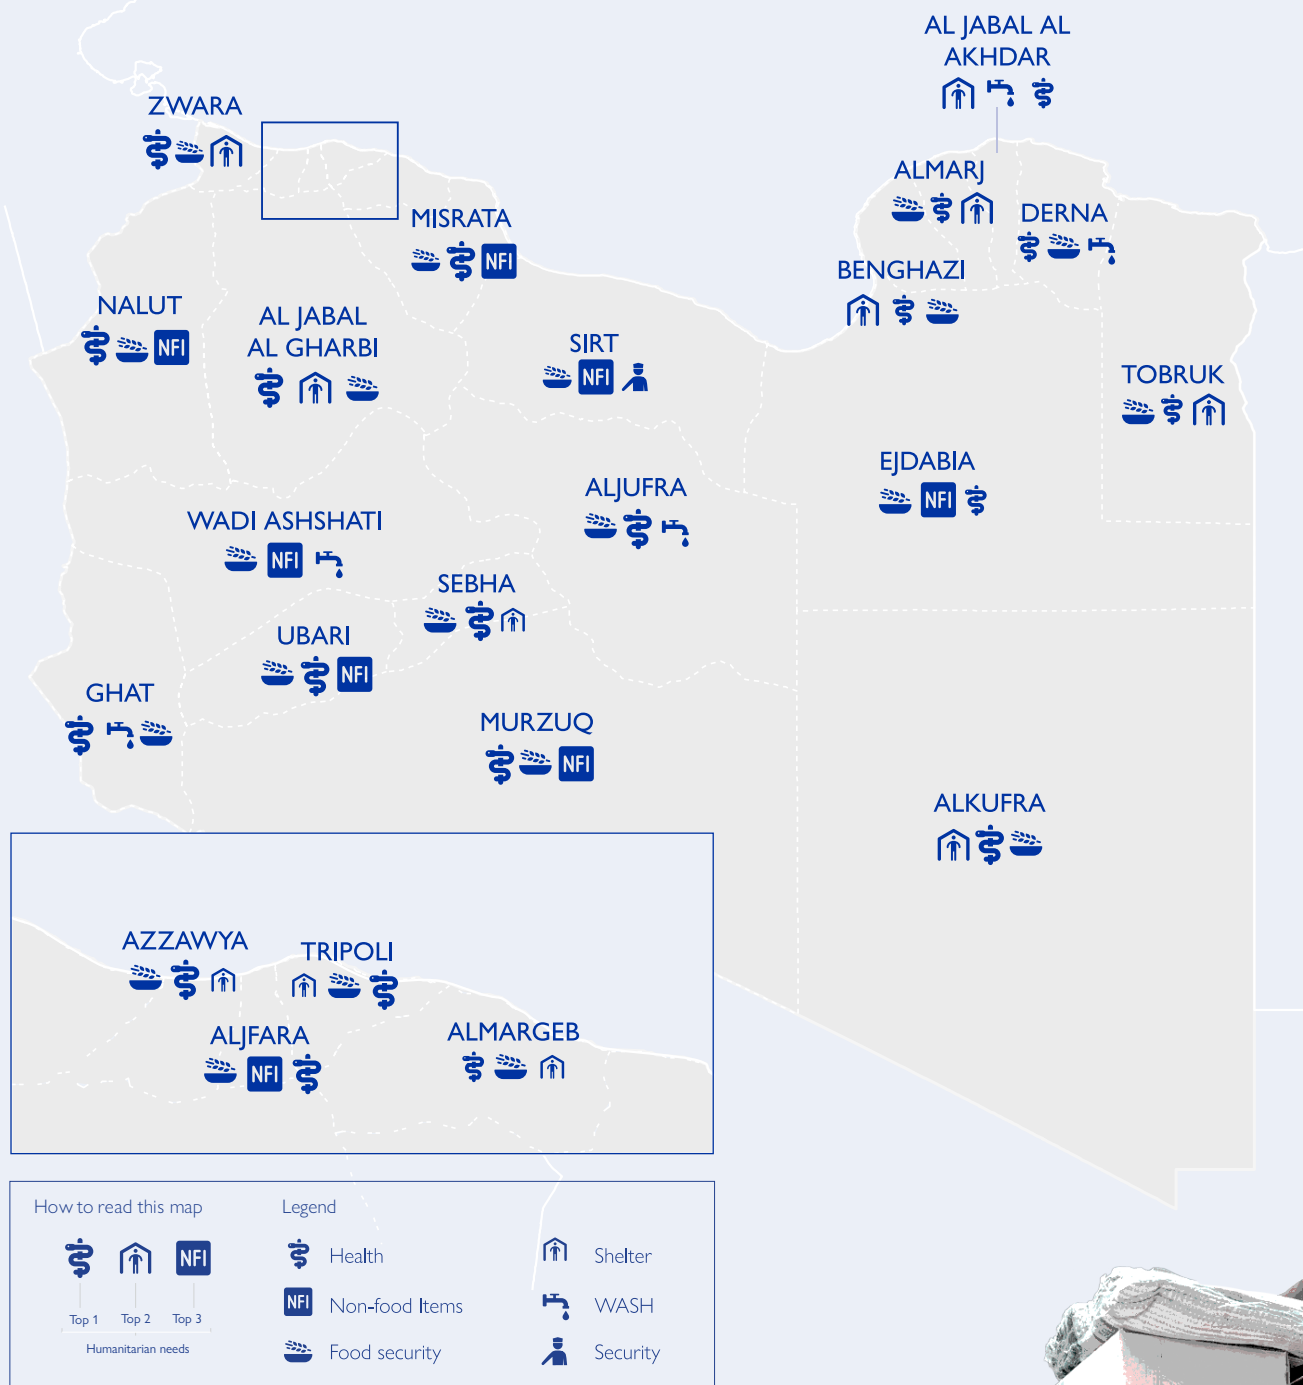 AL JABAL AL
AKHDAR
ZWARA
ALMARJ
DERNA
MISRATA
NFI
BENGHAZI
NALUT
NFI
AL JABAL
AL GHARBI
SIRT
NFI
TOBRUK
EJDABIA
NFI
ALJUFRA
WADI ASHSHATI
NFI
SEBHA
UBARI
NFI
GHAT
MURZUQ
NFI
ALKUFRA
AZZAWYA
TRIPOLI
ALJFARA
NFI
ALMARGEB
How to read this map
NFI
Top 1 Top 2 Top 3
Humanitarian needs
Legend
Health
NFI Non-food Items
Food security
Shelter
WASH
Security